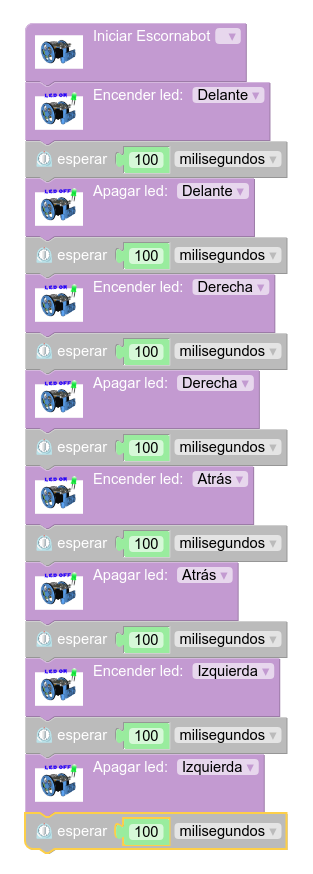 Iniciar Escornabot
LED ON
Encender led: Delante
esperar 100 milisegundos
LED OFF
Apagar led: Delante
esperar 100 milisegundos
LED ON
Encender led: Derecha
esperar 100 milisegundos
LED OFF
Apagar led: Derecha
esperar 100 milisegundos
LED ON
Encender led: Atrás
esperar 100 milisegundos
LED OFF
Apagar led: Atrás
esperar 100 milisegundos
LED ON
Encender led: Izquierda
esperar 100 milisegundos
LED OFF
Apagar led: Izquierda
esperar 100 milisegundos